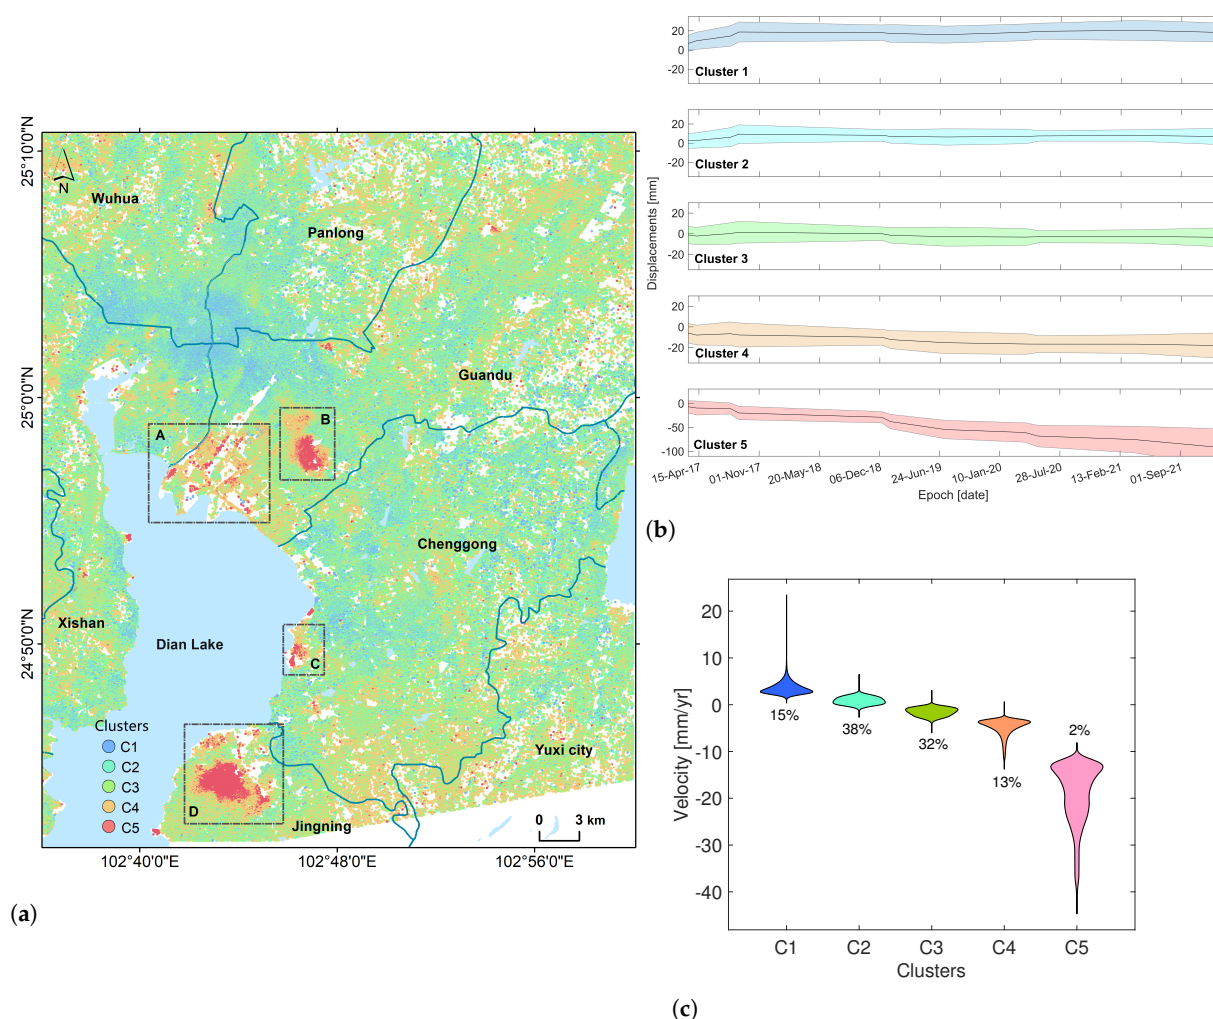 25°10'0"N
25°0'0"N
24°50'0"N
N
Wuhua
Panlong
Guandu
A
B
Chenggong
Xishan
Dian Lake
C
Clusters
C1
C2
C3
C4
C5
D
Yuxi city
Jingning
0 3 km
102°40'0"E 102°48'0"E 102°56'0"E
(a)
Displacements [mm]
20
0
-20
Cluster 1
20
0
-20
Cluster 2
20
0
-20
Cluster 3
20
0
-20
Cluster 4
0
-50
-100
Cluster 5
15-Apr-17 01-Nov-17 20-May-18 06-Dec-18 24-Jun-19 10-Jan-20 28-Jul-20 13-Feb-21 01-Sep-21
Epoch [date]
(b)
Velocity [mm/yr]
20
10
0
-10
-20
-30
-40
15%
38%
32%
13%
2%
C1 C2 C3 C4 C5
Clusters
(c)